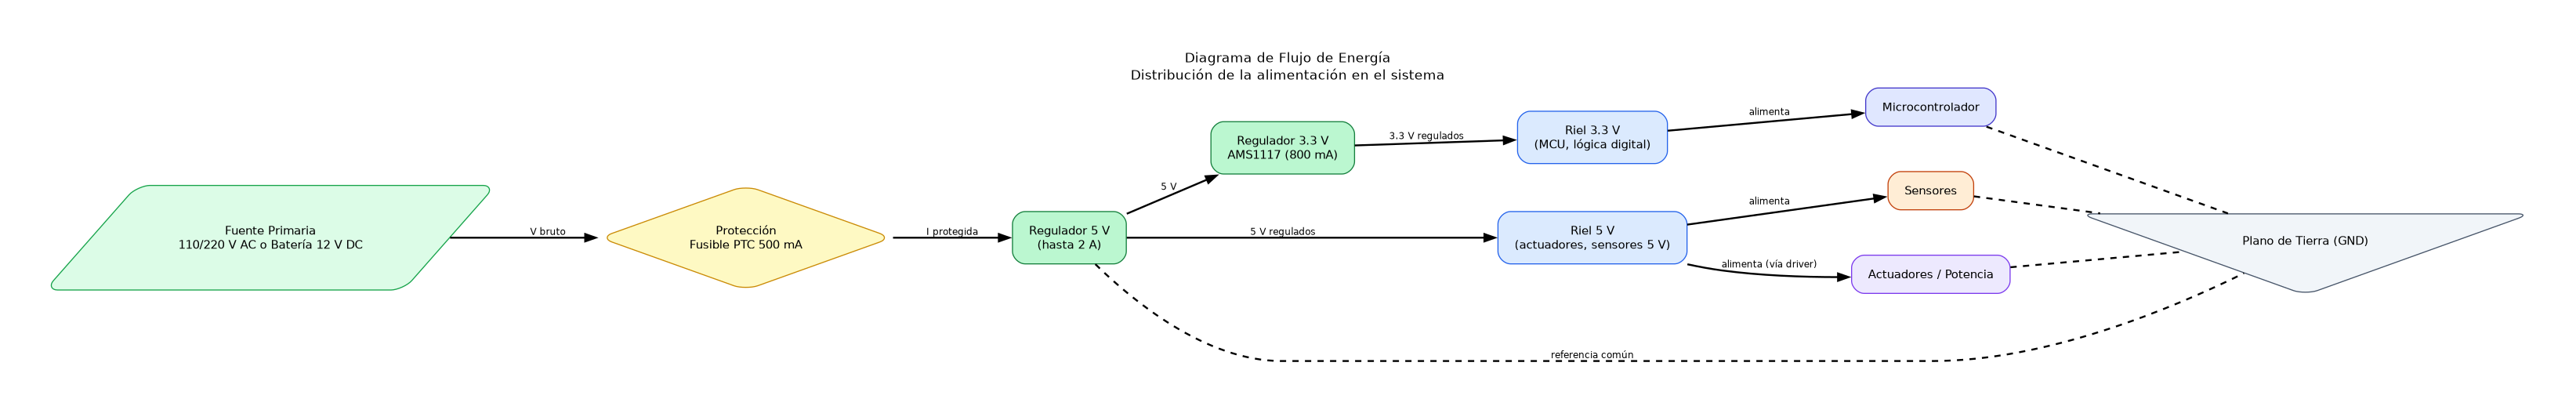 Diagrama de Flujo de Energía
Distribución de la alimentación en el sistema
Fuente Primaria
110/220 V AC o Batería 12 V DC
V bruto
Protección
Fusible PTC 500 mA
I protegida
Regulador 5 V
(hasta 2 A)
5 V
Regulador 3.3 V
AMS1117 (800 mA)
3.3 V regulados
Riel 3.3 V
(MCU, lógica digital)
alimenta
Microcontrolador
5 V regulados
Riel 5 V
(actuadores, sensores 5 V)
alimenta
Sensores
alimenta (vía driver)
Actuadores / Potencia
Plano de Tierra (GND)
referencia común